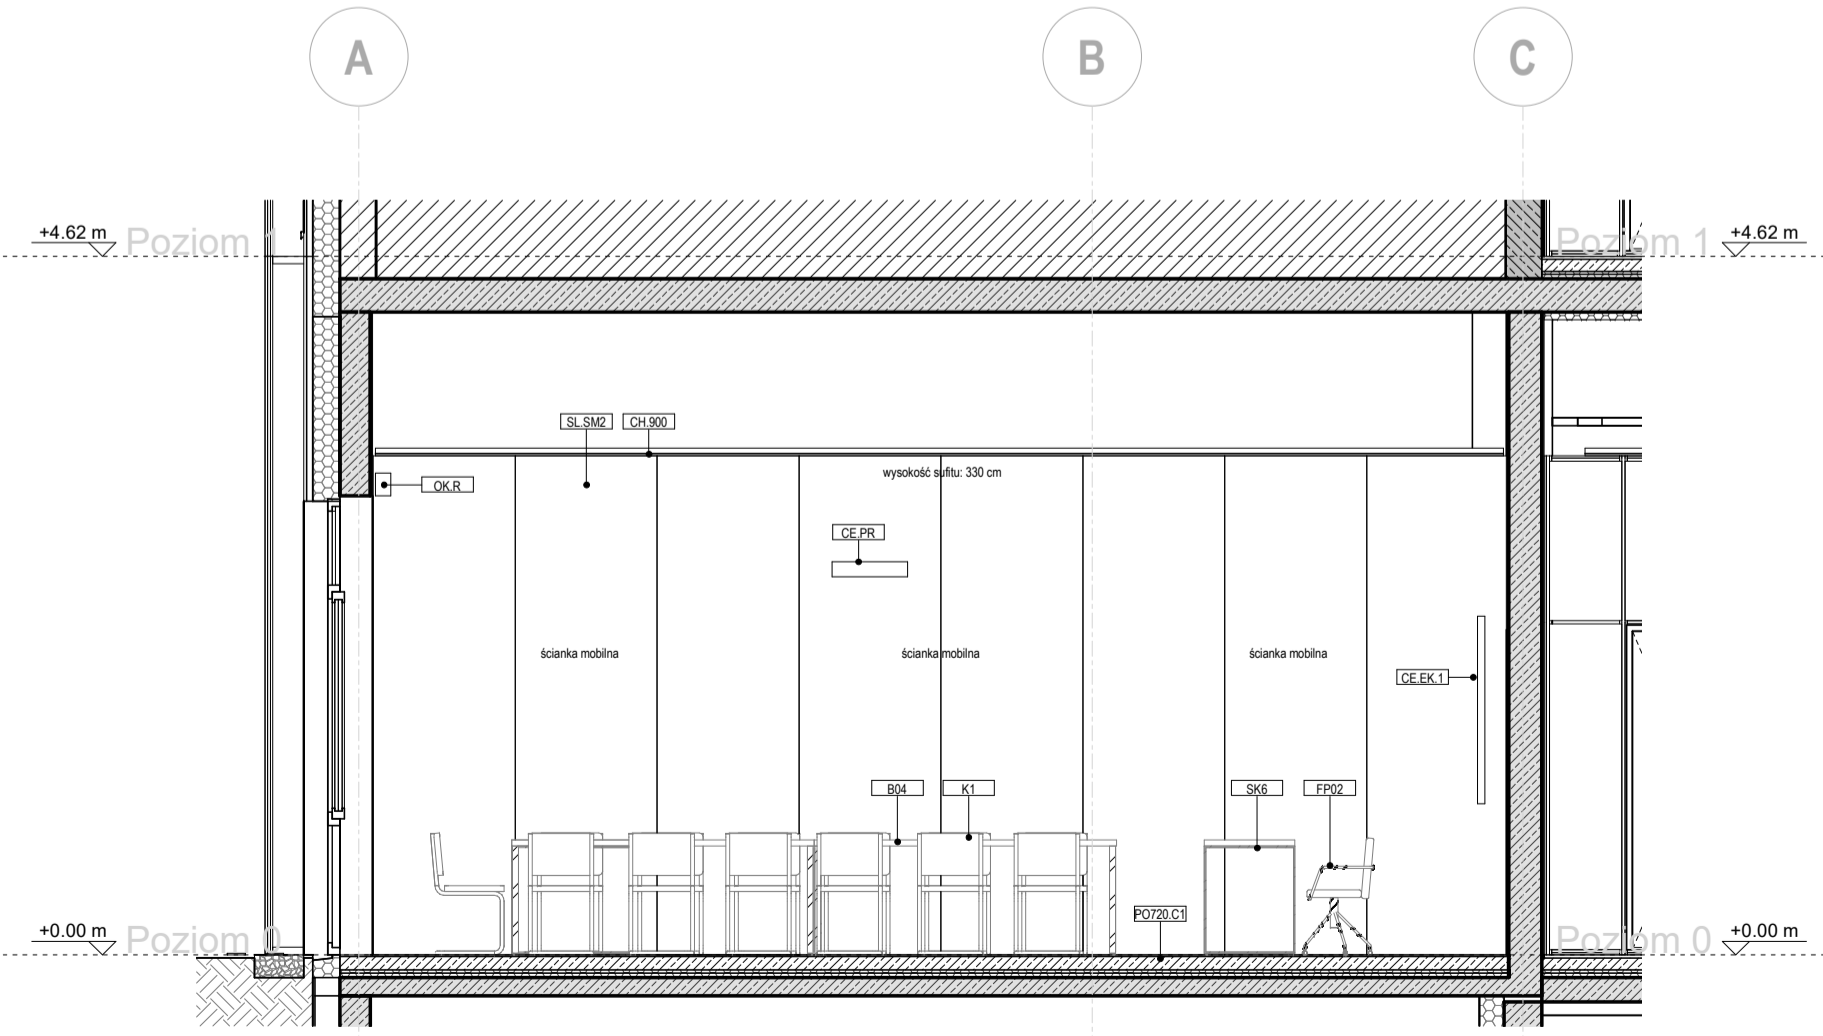 A
B
C
+4.62 m
Poziom 1
Poziom 1
+4.62 m
SL.SM2
CH.900
wysokość sufitu: 330 cm
OK.R
CE.PR
ścianka mobilna
ścianka mobilna
ścianka mobilna
CE.EK.1
B04
K1
SK6
FP02
PO720.C1
+0.00 m
Poziom 0
Poziom 0
+0.00 m